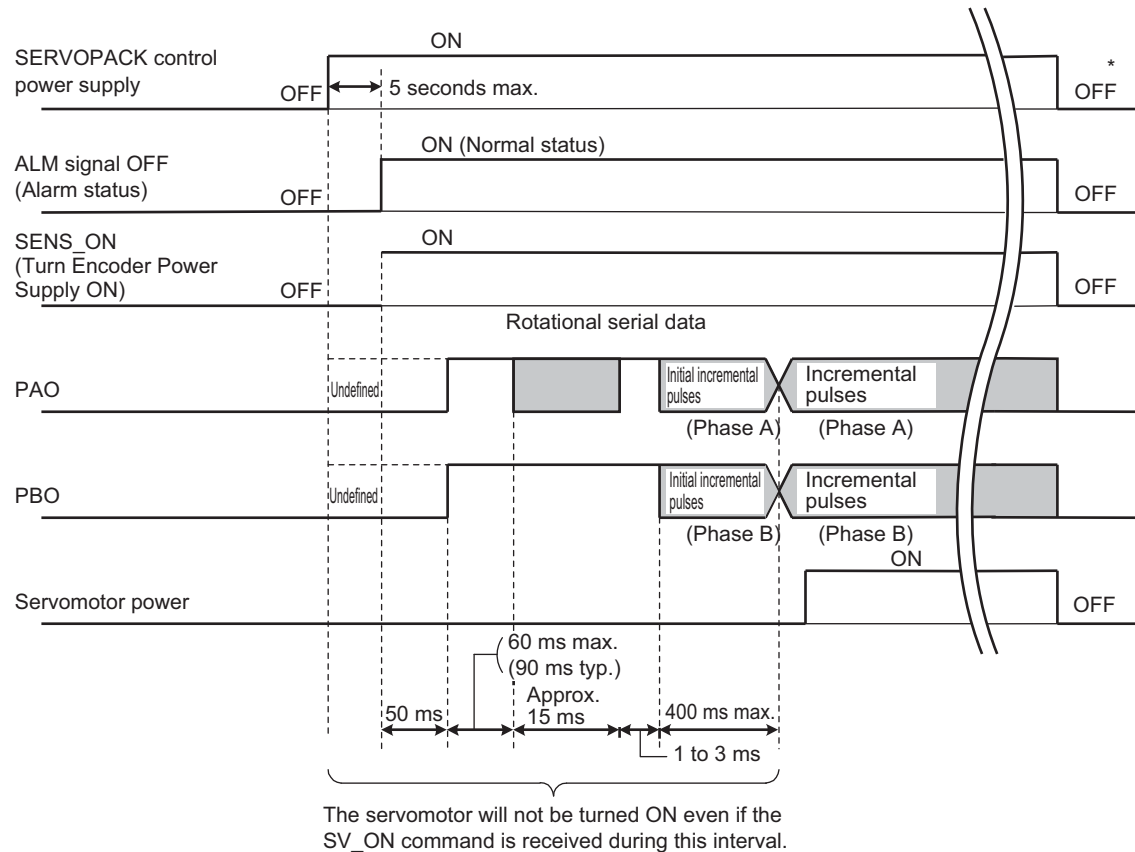 ON
SERVOPACK control
power supply
OFF
5 seconds max.
*
OFF
ON (Normal status)
ALM signal OFF
(Alarm status)
OFF
OFF
SENS_ON
(Turn Encoder Power
Supply ON)
OFF
ON
OFF
Rotational serial data
PAO
Undefined
Initial incremental
pulses
Incremental
pulses
(Phase A)
(Phase A)
PBO
Undefined
Initial incremental
pulses
Incremental
pulses
(Phase B)
(Phase B)
ON
Servomotor power
OFF
60 ms max.
(90 ms typ.)
50 ms
Approx.
15 ms
400 ms max.
1 to 3 ms
The servomotor will not be turned ON even if the
SV_ON command is received during this interval.